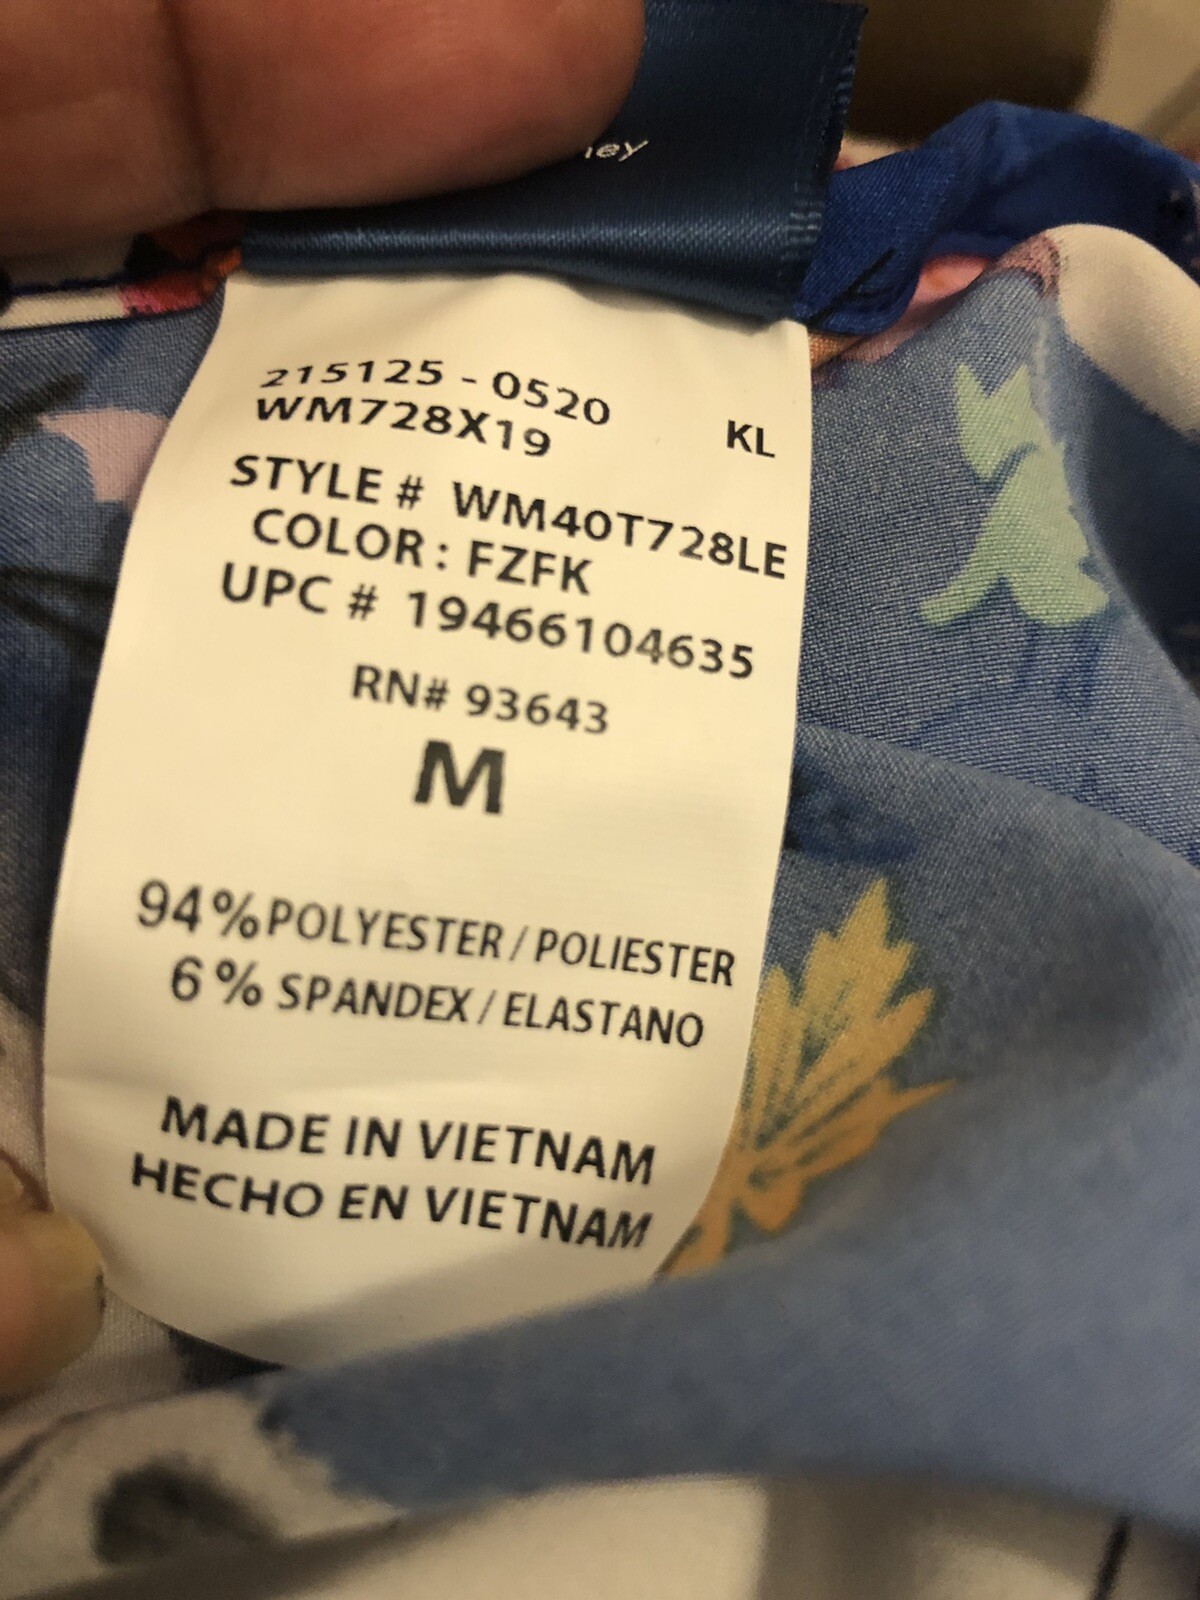 215125 - 0520
WM728X19 KL
STYLE # WM40T728LE
COLOR : FZFK
UPC # 19466104635
RN# 93643
M
94% POLYESTER / POLIESTER
6% SPANDEX / ELASTANO
MADE IN VIETNAM
HECHO EN VIETNAM